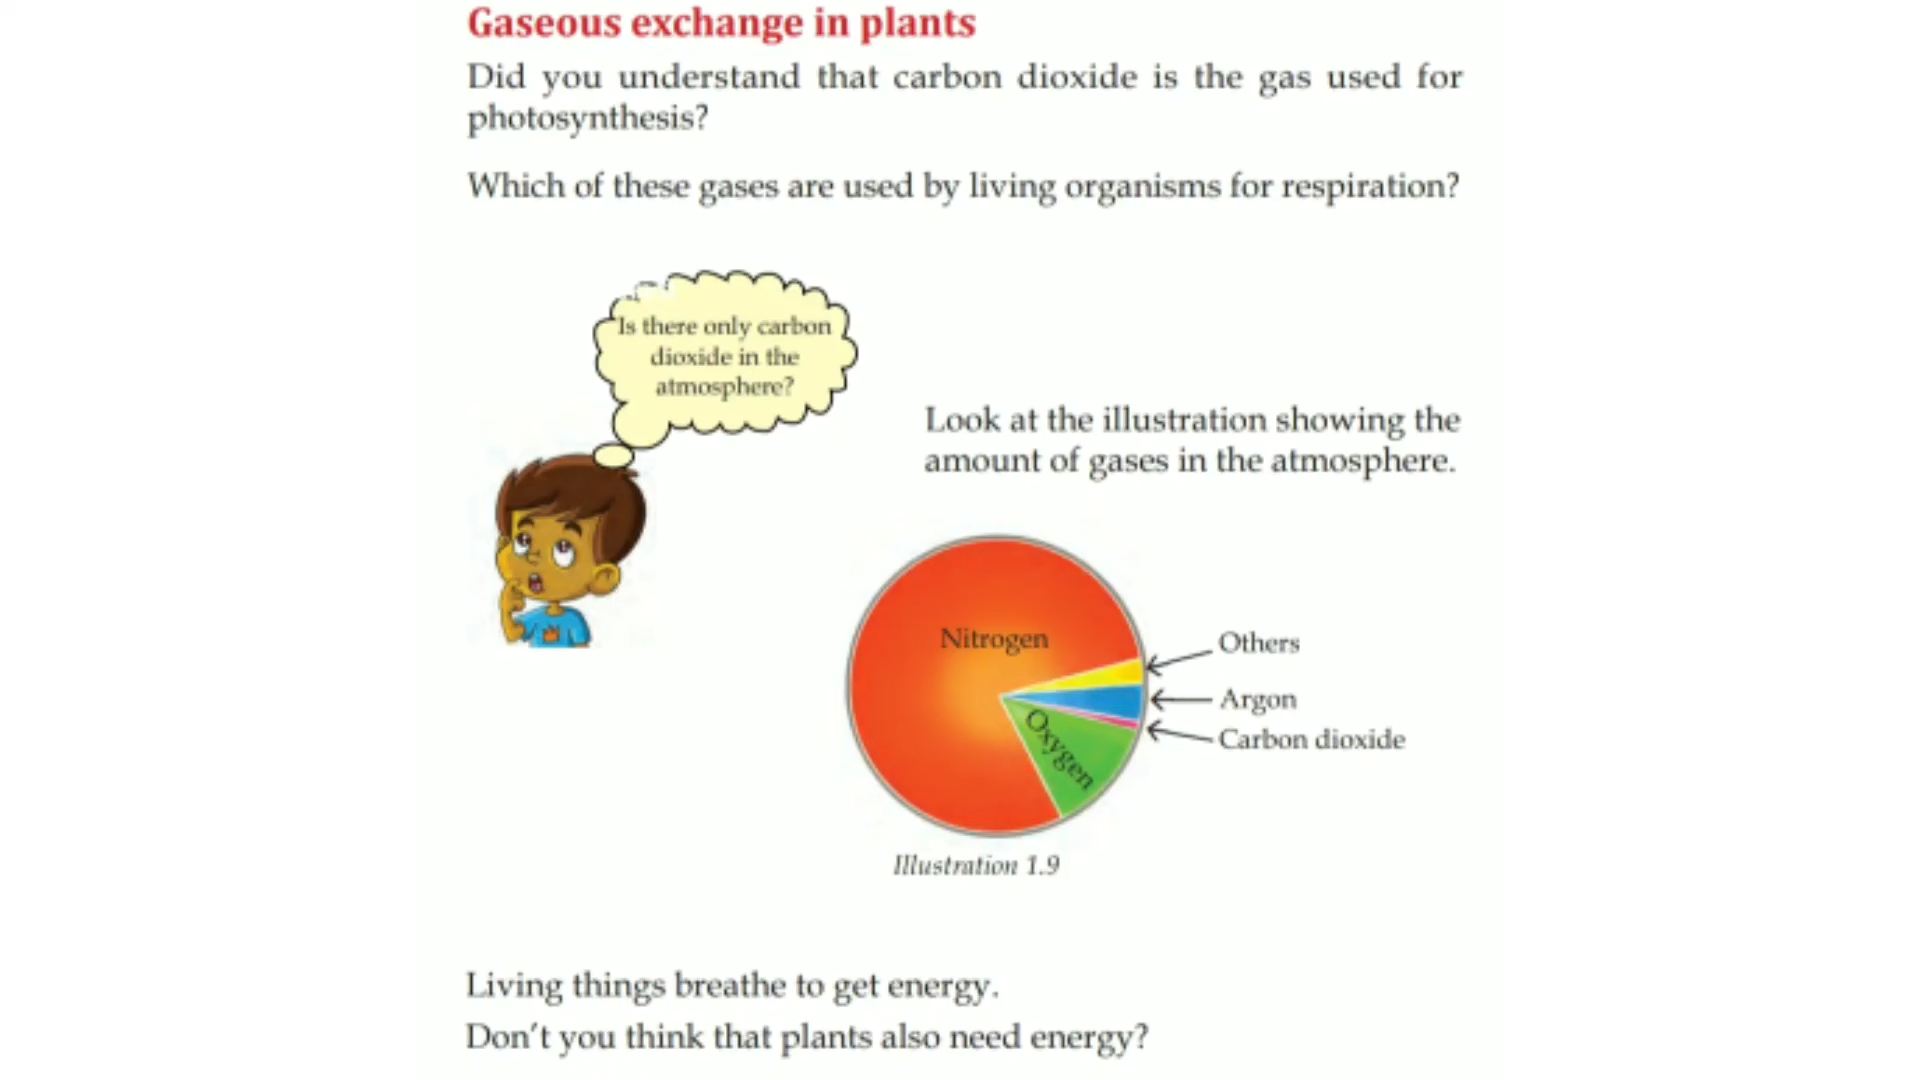 Gaseous exchange in plants
Did you understand that carbon dioxide is the gas used for
photosynthesis?
Which of these gases are used by living organisms for respiration?
Is there only carbon
dioxide in the
atmosphere?
Look at the illustration showing the
amount of gases in the atmosphere.
Nitrogen
Others
Argon
Carbon dioxide
Oxygen
Illustration 1.9
Living things breathe to get energy.
Don't you think that plants also need energy?